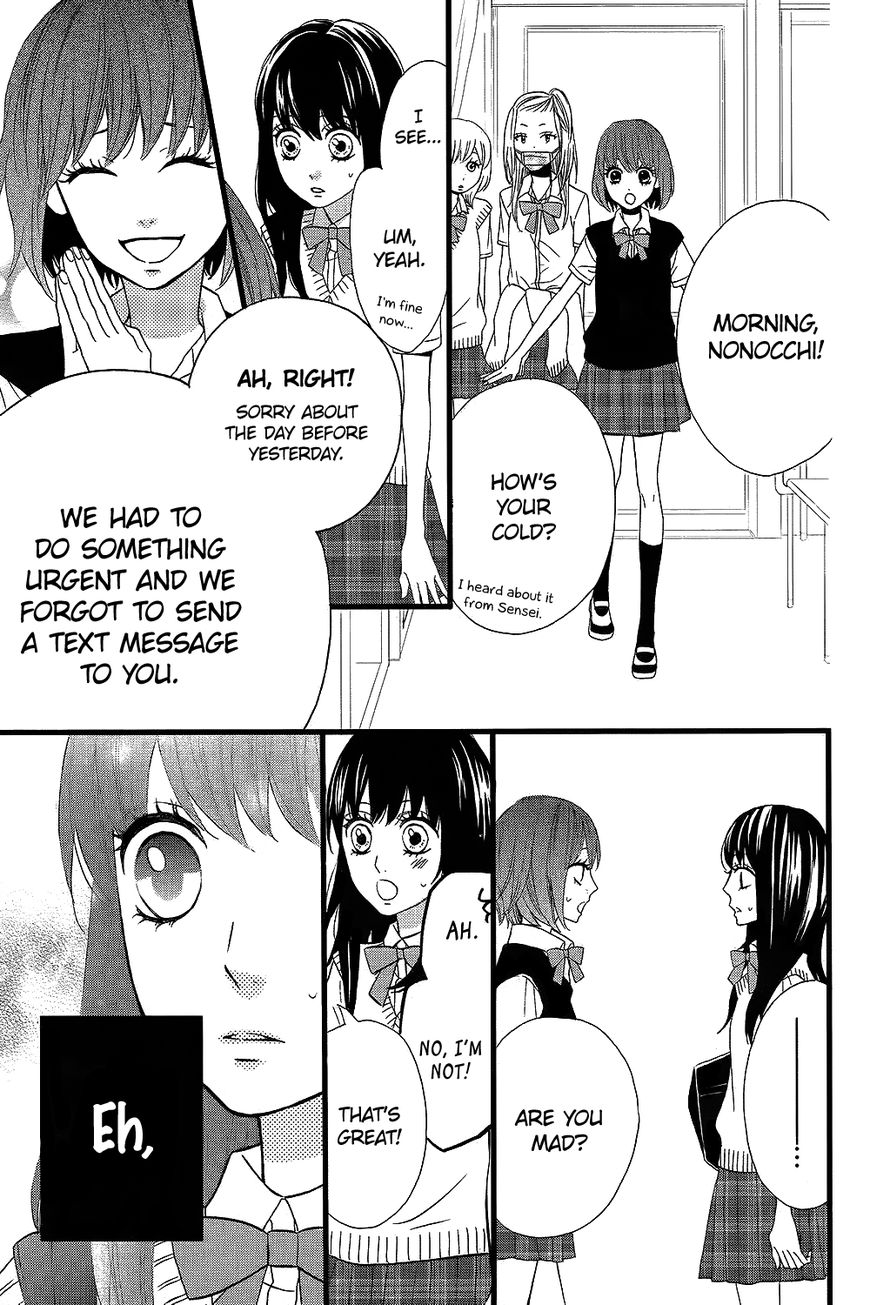 MORNING,
NONOCCHI!
HOW'S
YOUR
COLD?
I heard about it
from Sensei.
I
SEE...
UM,
YEAH.
I'm fine
now...
AH, RIGHT!
SORRY ABOUT
THE DAY BEFORE
YESTERDAY.
WE HAD TO
DO SOMETHING
URGENT AND WE
FORGOT TO SEND
A TEXT MESSAGE
TO YOU.
......
ARE YOU
MAD?
AH.
NO, I'M
NOT!
THAT'S
GREAT!
Eh,